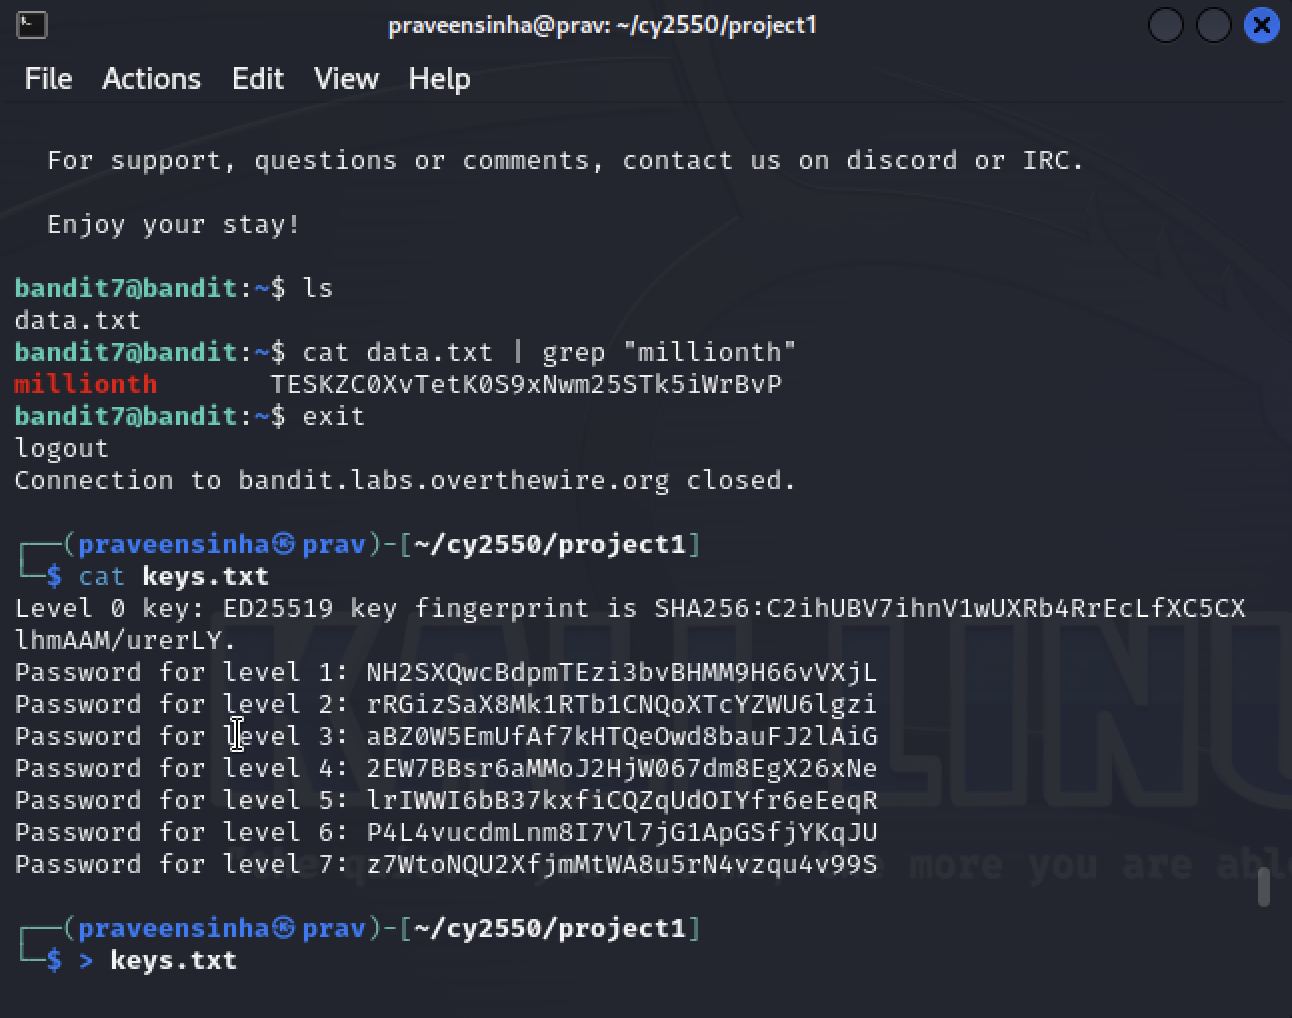 praveensinha@prav: ~/cy2550/project1
File Actions Edit View Help
For support, questions or comments, contact us on discord or IRC.
Enjoy your stay!
bandit7@bandit:~$ ls
data.txt
bandit7@bandit:~$ cat data.txt | grep "millionth"
millionth TESKZC0XvTetK0S9xNwm25STk5iWrBvP
bandit7@bandit:~$ exit
logout
Connection to bandit.labs.overthewire.org closed.
┌──(praveensinha㉿prav)-[~/cy2550/project1]
└─$ cat keys.txt
Level 0 key: ED25519 key fingerprint is SHA256:C2ihUBV7ihnV1wUXRb4RrEcLfXC5CX
lhmAAM/urerLY.
Password for level 1: NH2SXQwcBdpmTEzi3bvBHMM9H66vVXjL
Password for level 2: rRGizSaX8Mk1RTb1CNQoXTcYZWU6lgzi
Password for level 3: aBZ0W5EmUfAf7kHTQeOwd8bauFJ2lAiG
Password for level 4: 2EW7BBsr6aMMoJ2HjW067dm8EgX26xNe
Password for level 5: lrIWWI6bB37kxfiCQZqUdOIYfr6eEeqR
Password for level 6: P4L4vucdmLnm8I7Vl7jG1ApGSfjYKqJU
Password for level 7: z7WtoNQU2XfjmMtWA8u5rN4vzqu4v99S
┌──(praveensinha㉿prav)-[~/cy2550/project1]
└─$ > keys.txt